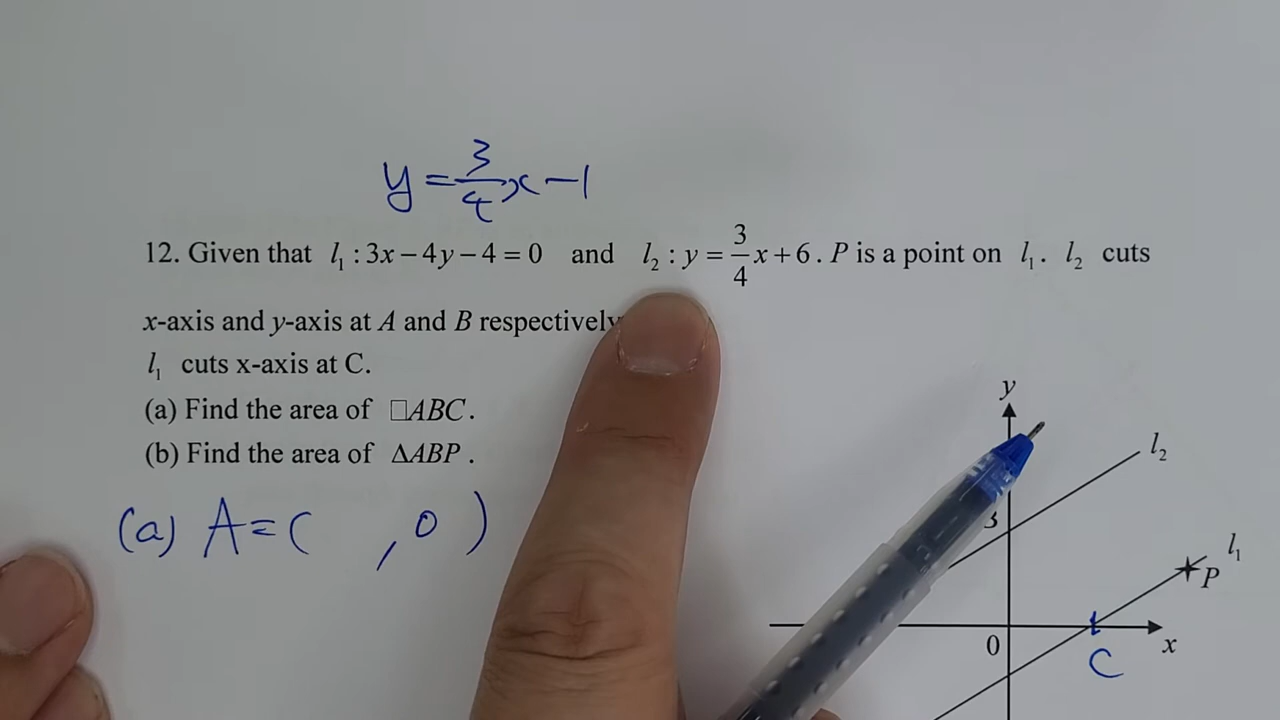 y = 3/4 x − 1
12. Given that l₁ : 3x − 4y − 4 = 0 and l₂ : y = 3/4 x + 6 . P is a point on l₁ . l₂ cuts
x-axis and y-axis at A and B respectively
l₁ cuts x-axis at C.
(a) Find the area of □ABC .
(b) Find the area of ΔABP .
(a) A = (   , 0 )
y
l₂
l₁
P
0
x
C